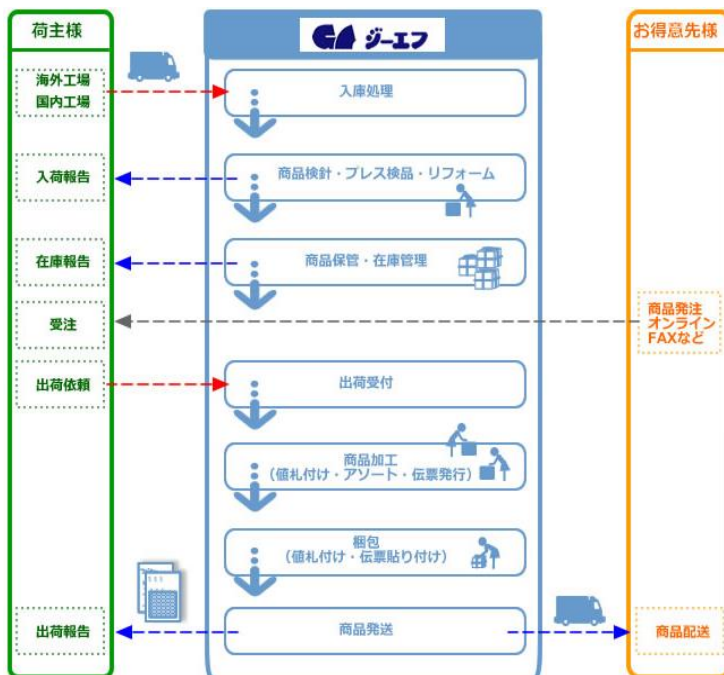 荷主様
ジーエフ
お得意先様
海外工場
国内工場
入庫処理
入荷報告
商品検針・プレス検品・リフォーム
在庫報告
商品保管・在庫管理
受注
商品発注
オンライン
FAXなど
出荷依頼
出荷受付
商品加工
(値札付け・アソート・伝票発行)
梱包
(値札付け・伝票貼り付け)
出荷報告
商品発送
商品配送